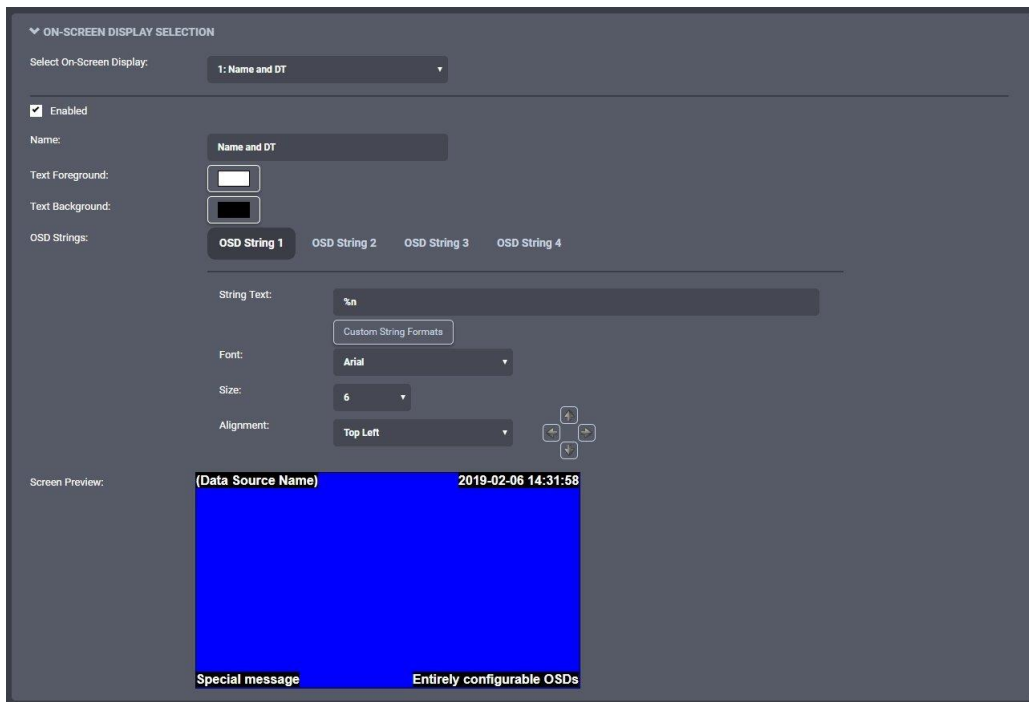 ON-SCREEN DISPLAY SELECTION
Select On-Screen Display:
1: Name and DT
Enabled
Name:
Name and DT
Text Foreground:
Text Background:
OSD Strings:
OSD String 1 OSD String 2 OSD String 3 OSD String 4
String Text:
%n
Custom String Formats
Font:
Arial
Size:
6
Alignment:
Top Left
Screen Preview:
(Data Source Name) 2019-02-06 14:31:58
Special message Entirely configurable OSDs